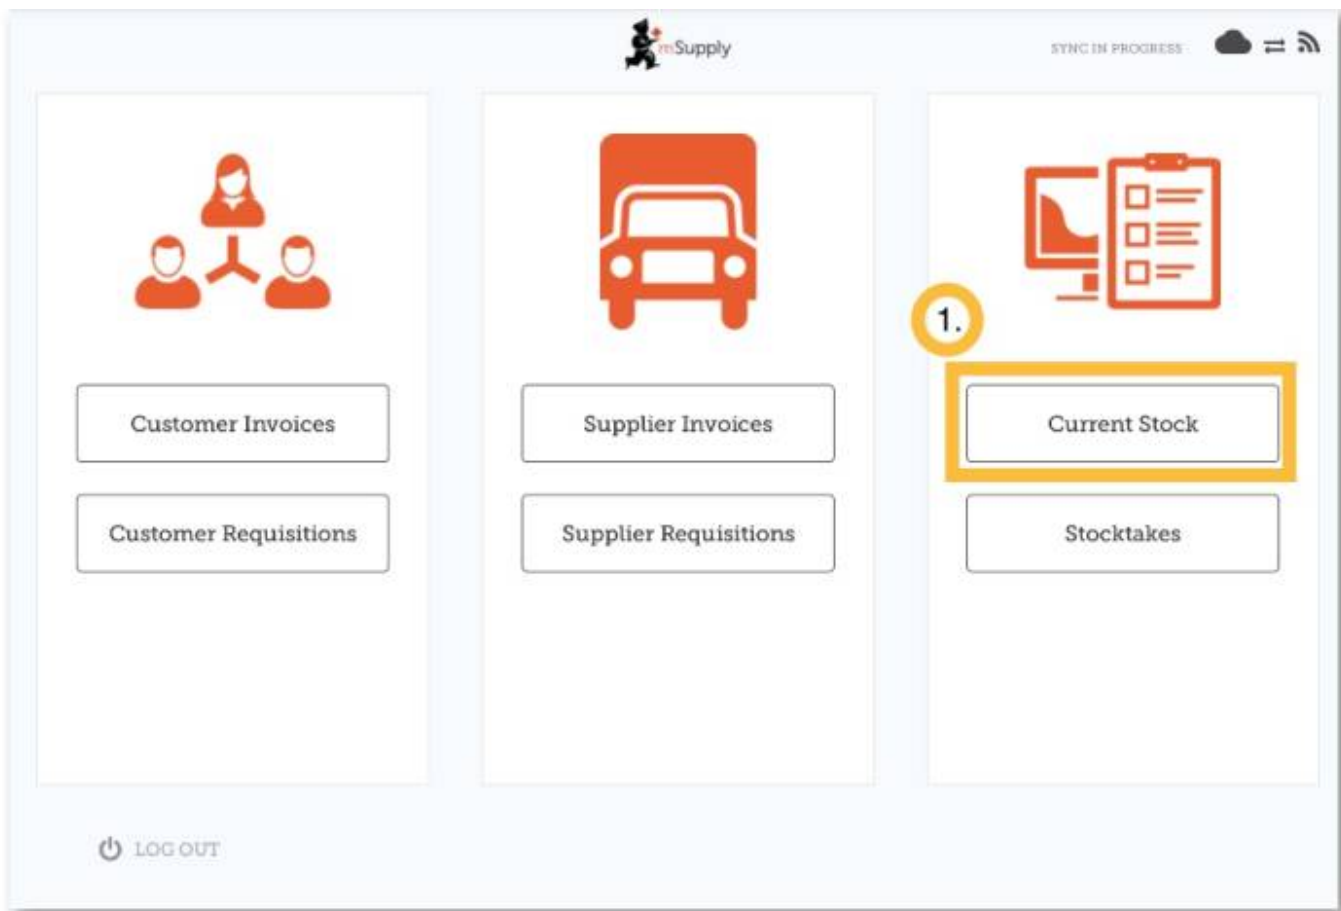 mSupply
SYNC IN PROGRESS
1.
Customer Invoices
Supplier Invoices
Current Stock
Customer Requisitions
Supplier Requisitions
Stocktakes
LOG OUT